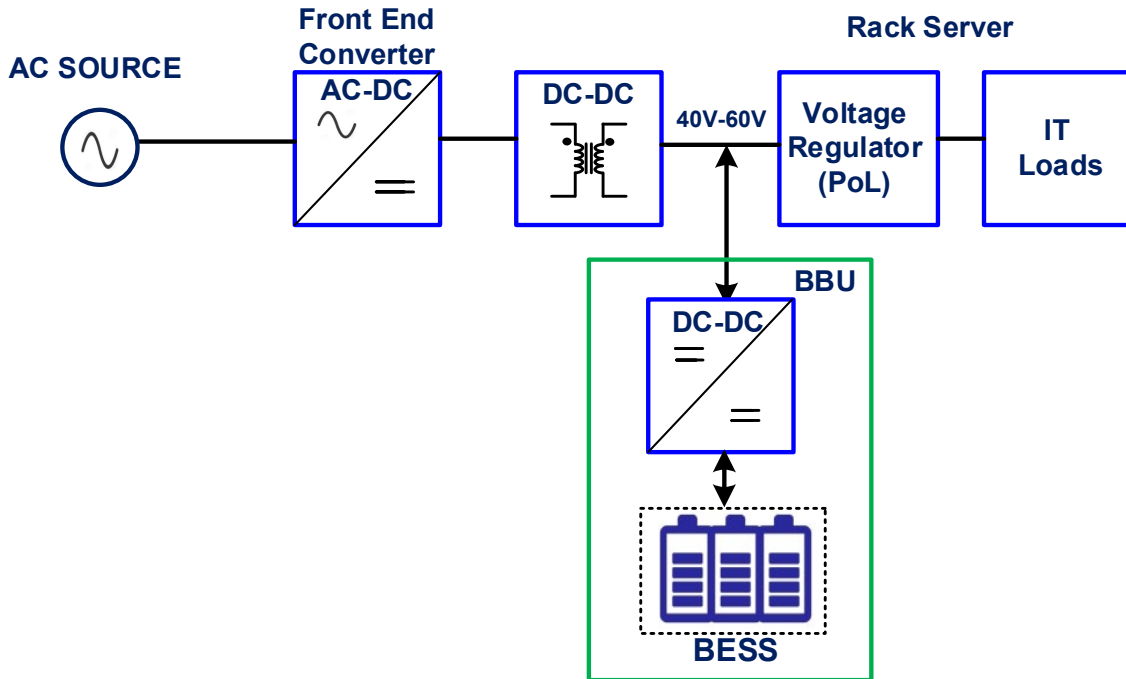 AC SOURCE
Front End
Converter
AC-DC
DC-DC
40V-60V
Rack Server
Voltage
Regulator
(PoL)
IT
Loads
BBU
DC-DC
BESS